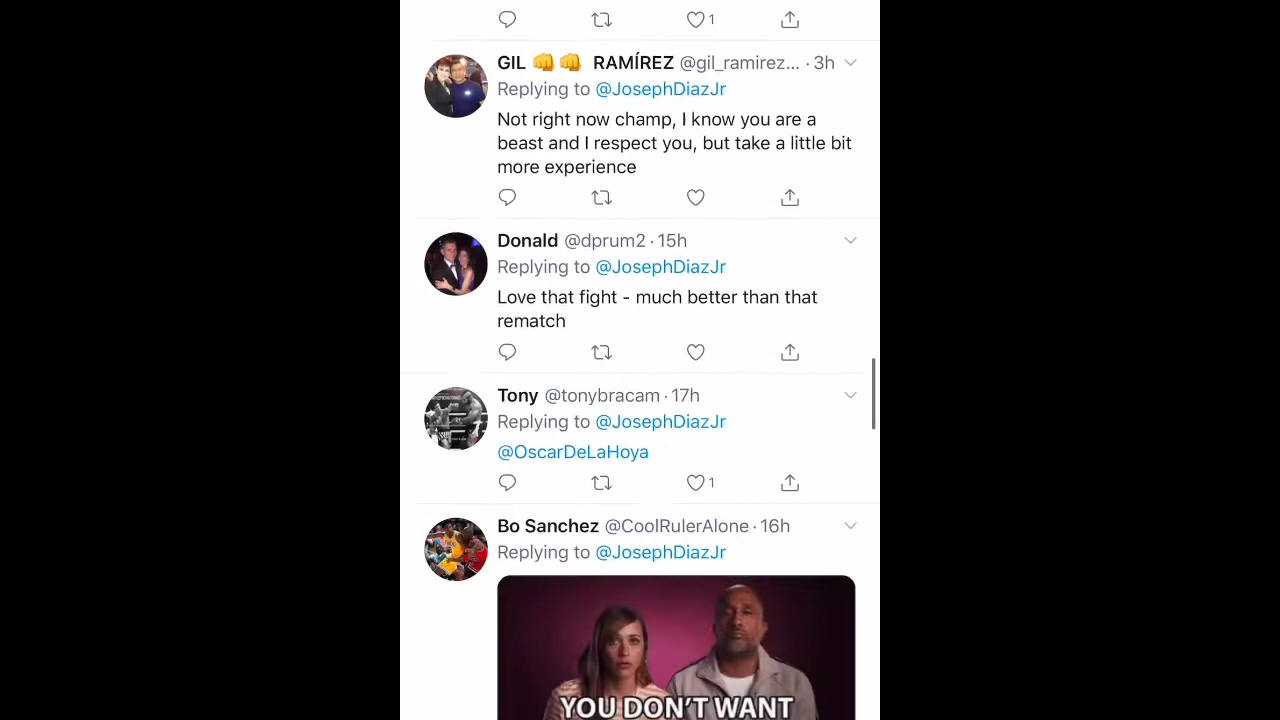 1
GIL 👊👊 RAMÍREZ @gil_ramirez... · 3h
Replying to @JosephDiazJr
Not right now champ, I know you are a
beast and I respect you, but take a little bit
more experience
Donald @dprum2 · 15h
Replying to @JosephDiazJr
Love that fight - much better than that
rematch
Tony @tonybracam · 17h
Replying to @JosephDiazJr
@OscarDeLaHoya
1
Bo Sanchez @CoolRulerAlone · 16h
Replying to @JosephDiazJr
YOU DON'T WANT